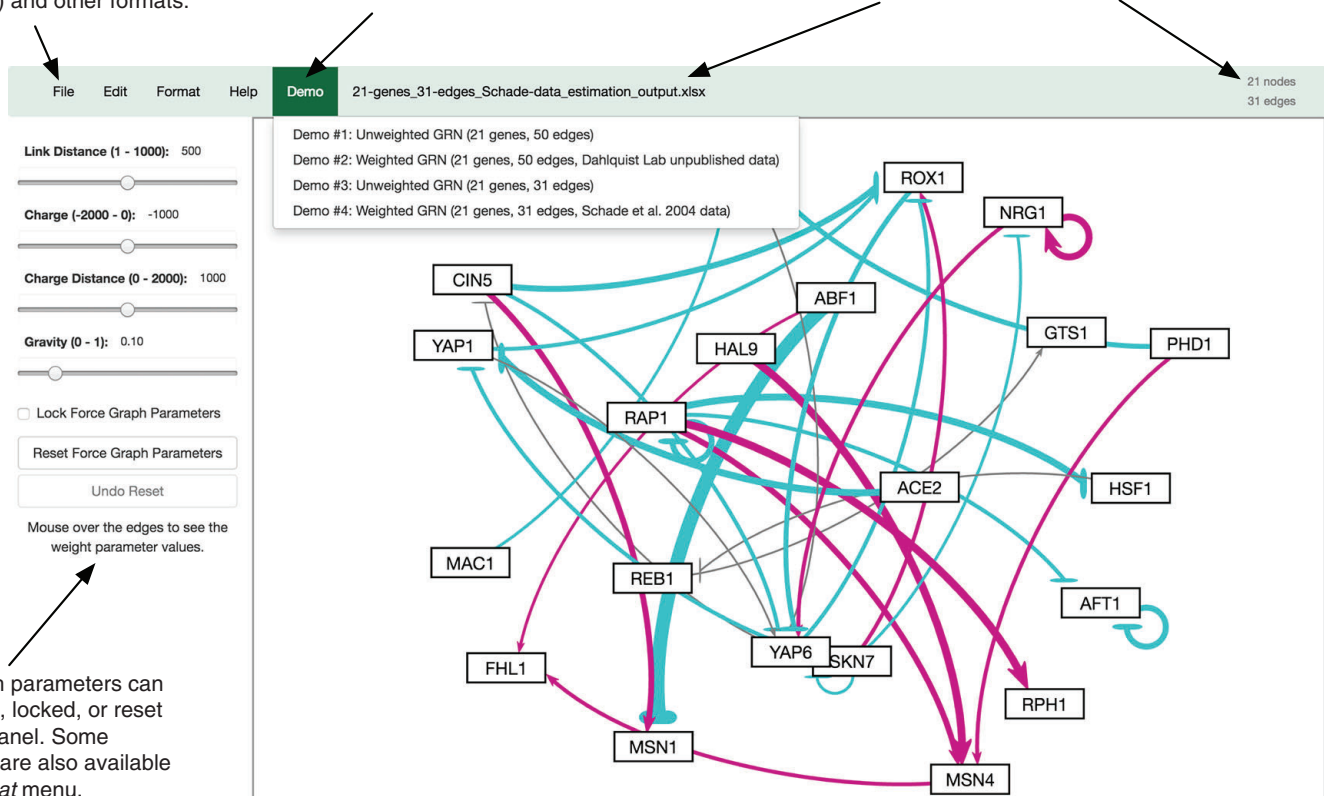 ) and other formats.
File Edit Format Help Demo 21-genes_31-edges_Schade-data_estimation_output.xlsx
21 nodes
31 edges
Demo #1: Unweighted GRN (21 genes, 50 edges)
Demo #2: Weighted GRN (21 genes, 50 edges, Dahlquist Lab unpublished data)
Demo #3: Unweighted GRN (21 genes, 31 edges)
Demo #4: Weighted GRN (21 genes, 31 edges, Schade et al. 2004 data)
Link Distance (1 - 1000): 500
Charge (-2000 - 0): -1000
Charge Distance (0 - 2000): 1000
Gravity (0 - 1): 0.10
Lock Force Graph Parameters
Reset Force Graph Parameters
Undo Reset
Mouse over the edges to see the
weight parameter values.
n parameters can
, locked, or reset
anel. Some
are also available
at menu.
ROX1
NRG1
CIN5
ABF1
GTS1
PHD1
YAP1
HAL9
RAP1
ACE2
HSF1
MAC1
REB1
AFT1
YAP6
SKN7
FHL1
RPH1
MSN1
MSN4